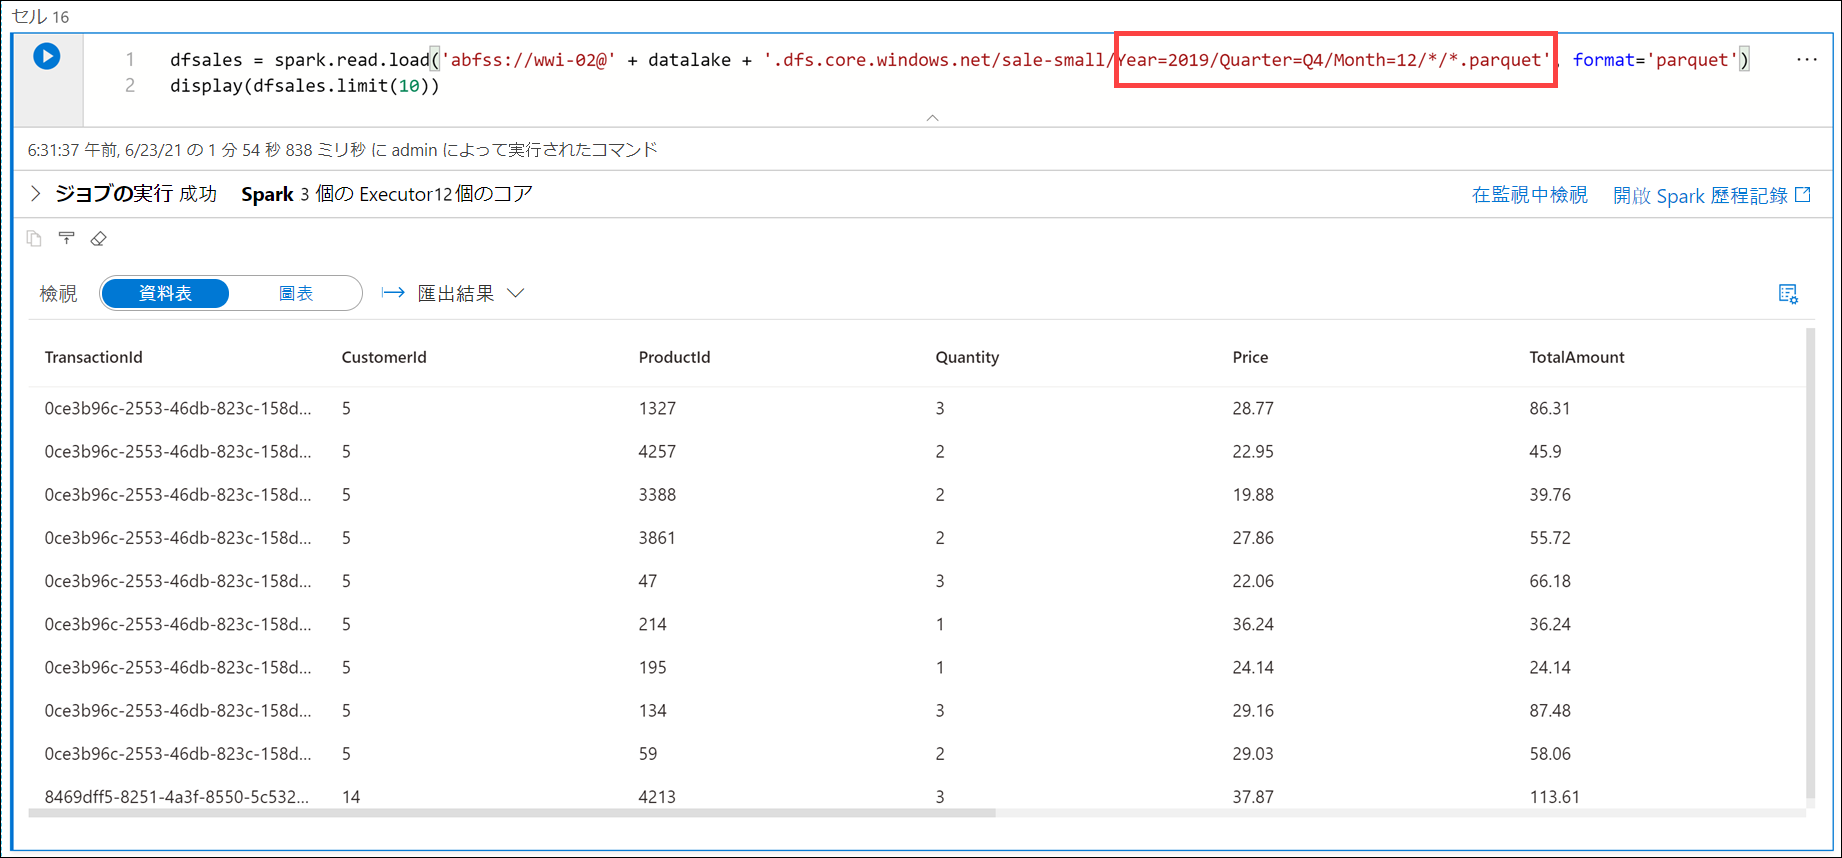 セル 16
1 dfsales = spark.read.load('abfss://wwi-02@' + datalake + '.dfs.core.windows.net/sale-small/Year=2019/Quarter=Q4/Month=12/*/*.parquet', format='parquet')
2 display(dfsales.limit(10))
6:31:37 午前, 6/23/21 の 1 分 54 秒 838 ミリ秒 に admin によって実行されたコマンド
ジョブの実行 成功 Spark 3 個の Executor12個のコア 在監視中檢視 開啟 Spark 歷程記錄
檢視 資料表 圖表 匯出結果
TransactionId CustomerId ProductId Quantity Price TotalAmount
0ce3b96c-2553-46db-823c-158d... 5 1327 3 28.77 86.31
0ce3b96c-2553-46db-823c-158d... 5 4257 2 22.95 45.9
0ce3b96c-2553-46db-823c-158d... 5 3388 2 19.88 39.76
0ce3b96c-2553-46db-823c-158d... 5 3861 2 27.86 55.72
0ce3b96c-2553-46db-823c-158d... 5 47 3 22.06 66.18
0ce3b96c-2553-46db-823c-158d... 5 214 1 36.24 36.24
0ce3b96c-2553-46db-823c-158d... 5 195 1 24.14 24.14
0ce3b96c-2553-46db-823c-158d... 5 134 3 29.16 87.48
0ce3b96c-2553-46db-823c-158d... 5 59 2 29.03 58.06
8469dff5-8251-4a3f-8550-5c532... 14 4213 3 37.87 113.61